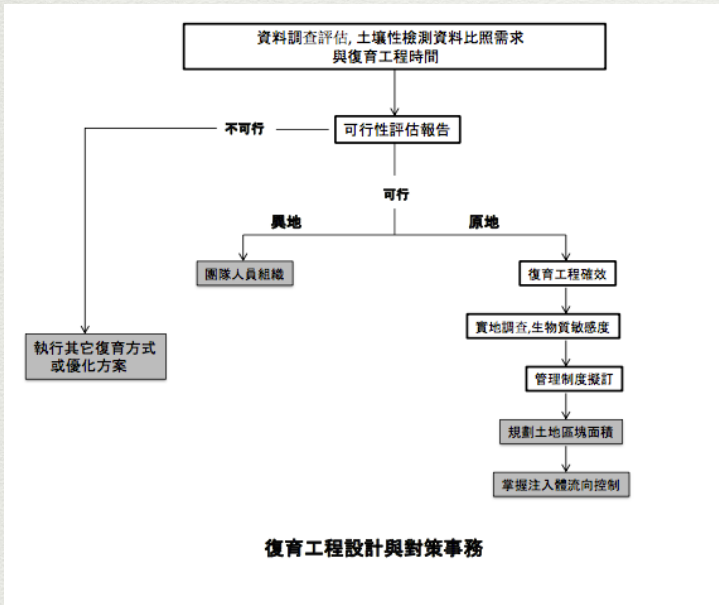 資料調查評估, 土壤性檢測資料比照需求
與復育工程時間
不可行
可行性評估報告
可行
異地
原地
團隊人員組織
復育工程確效
實地調查,生物質敏感度
執行其它復育方式
或優化方案
管理制度擬訂
規劃土地區塊面積
掌握注入體流向控制
復育工程設計與對策事務